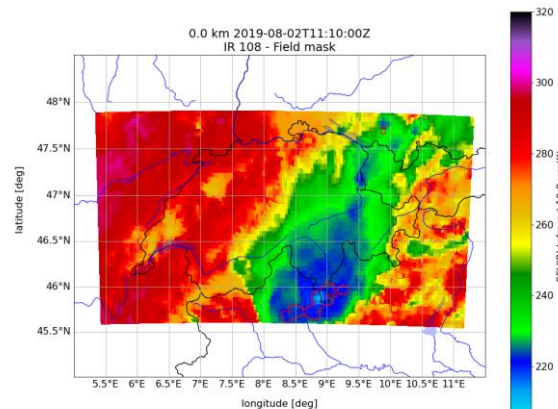 0.0 km 2019-08-02T11:10:00Z
IR 108 - Field mask
320
300
280
260
240
220
48°N
47.5°N
47°N
46.5°N
46°N
45.5°N
latitude [deg]
5.5°E 6°E 6.5°E 7°E 7.5°E 8°E 8.5°E 9°E 9.5°E 10°E 10.5°E 11°E
longitude [deg]